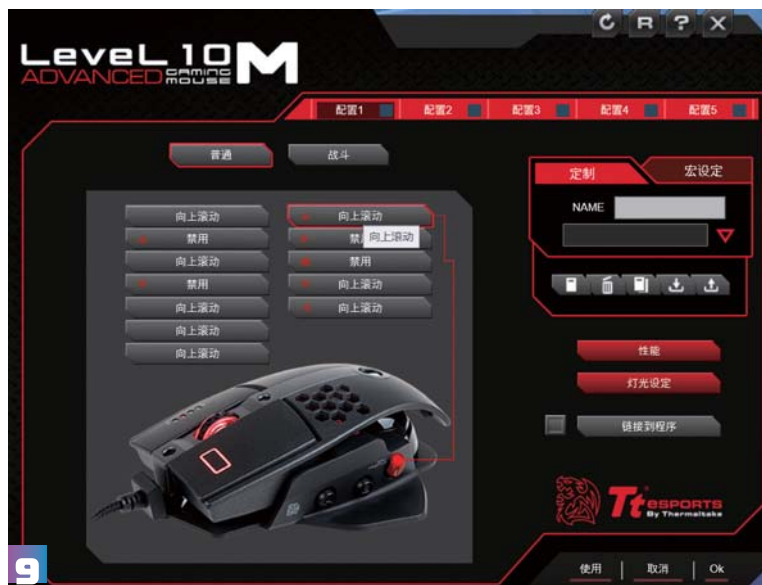 R ? X
LeveL 10 M
ADVANCED GAMING MOUSE
配置1 配置2 配置3 配置4 配置5
普通 战斗
定制 宏设定
NAME
向上滚动 向上滚动
禁用 禁 向上滚动
向上滚动 禁用
禁用 向上滚动
向上滚动 向上滚动
向上滚动
向上滚动
性能
灯光设定
链接到程序
Tt eSPORTS
By Thermaltake
使用 取消 Ok
9